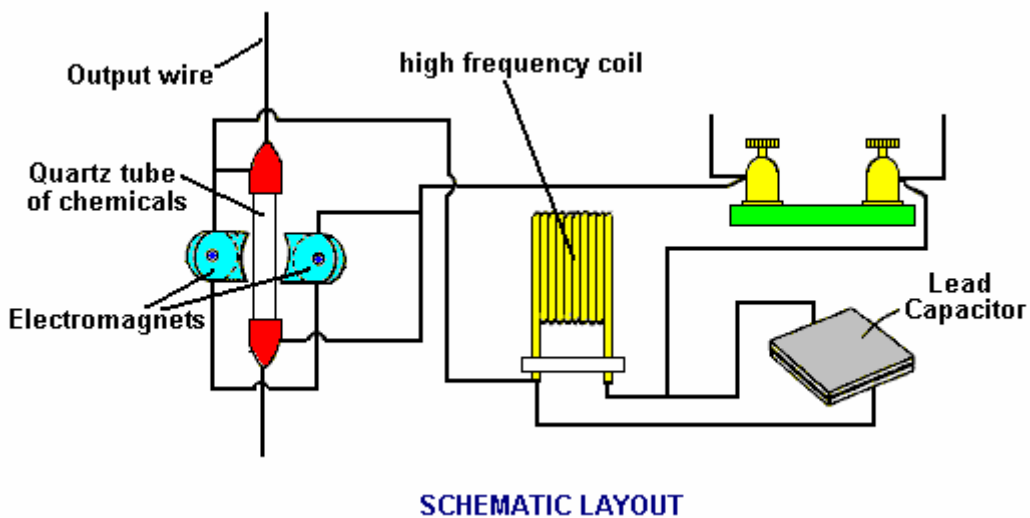 Output wire
high frequency coil
Quartz tube
of chemicals
Electromagnets
Lead
Capacitor
SCHEMATIC LAYOUT